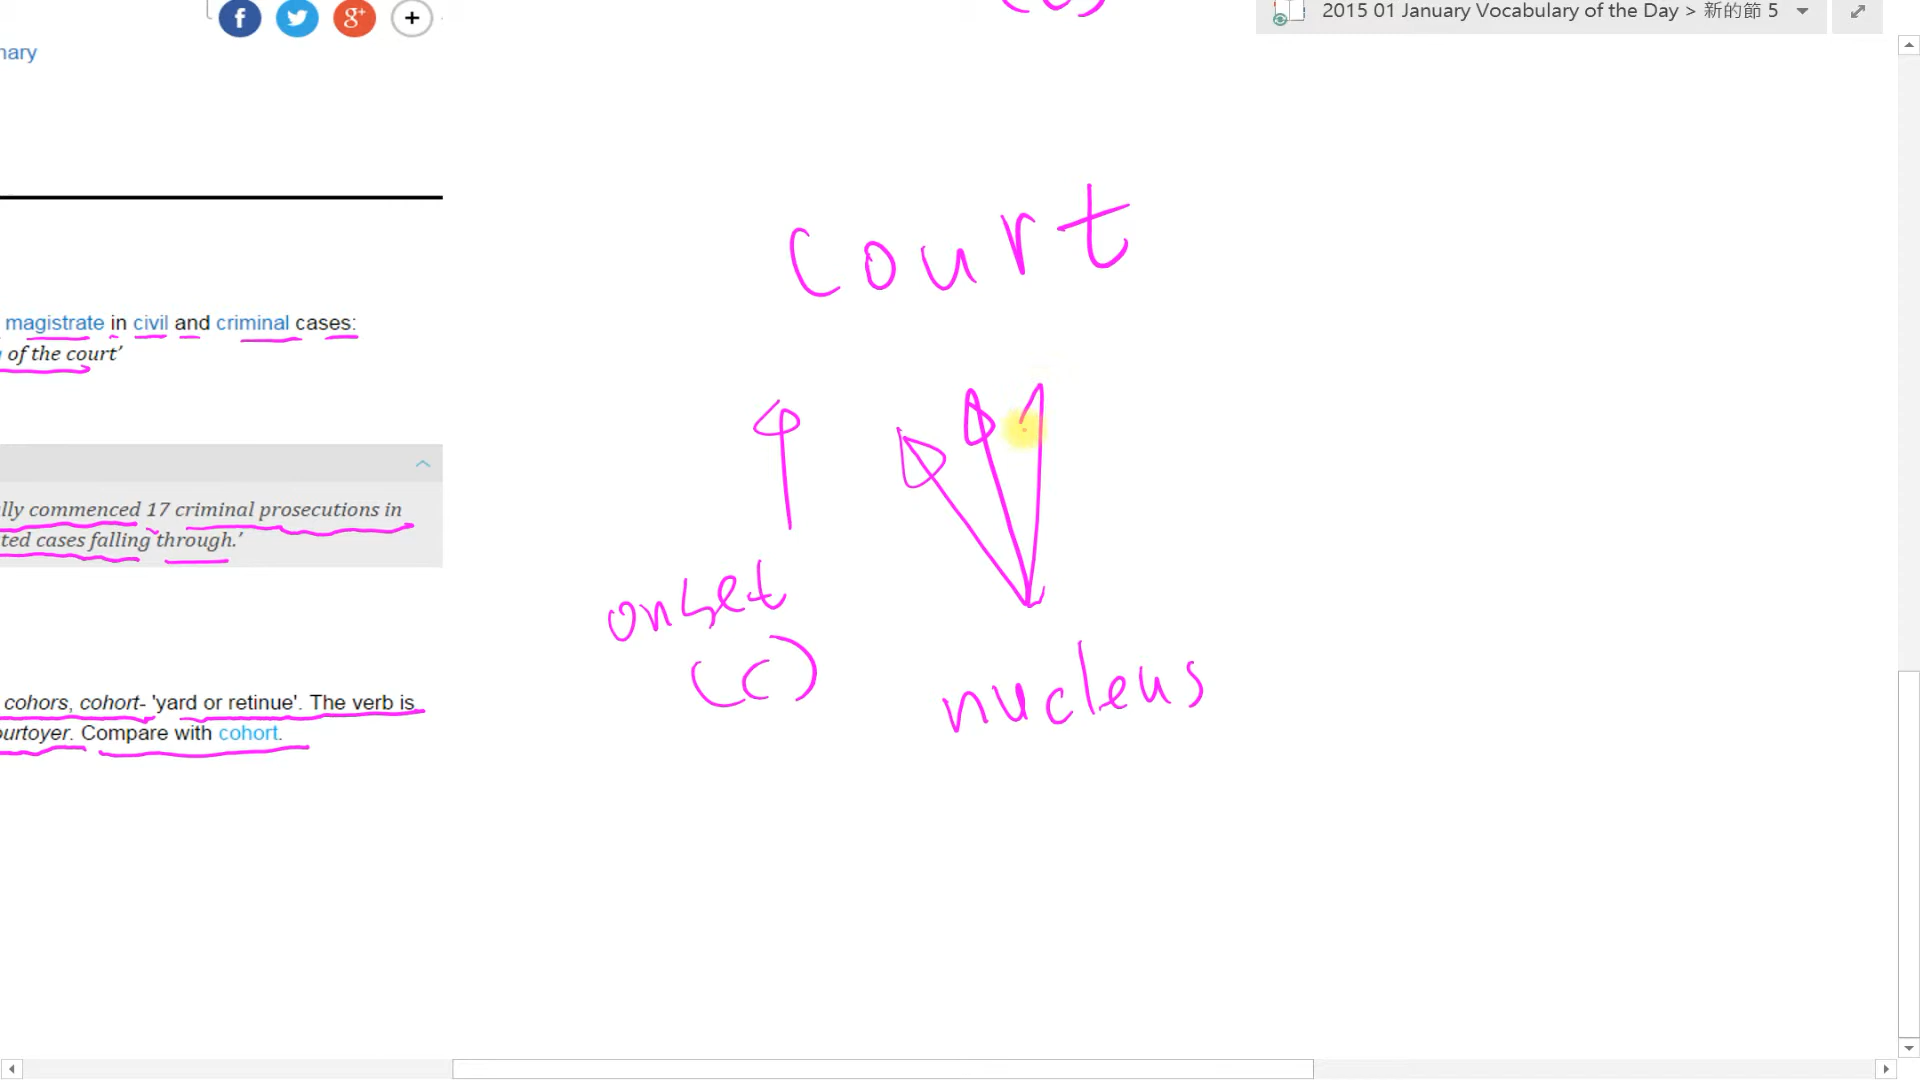 2015 01 January Vocabulary of the Day > 新的節 5
nary
magistrate in civil and criminal cases:
of the court’
lly commenced 17 criminal prosecutions in
ted cases falling through.’
cohors, cohort- 'yard or retinue'. The verb is
ourtoyer. Compare with cohort.
Court
onset
(C)
nucleus